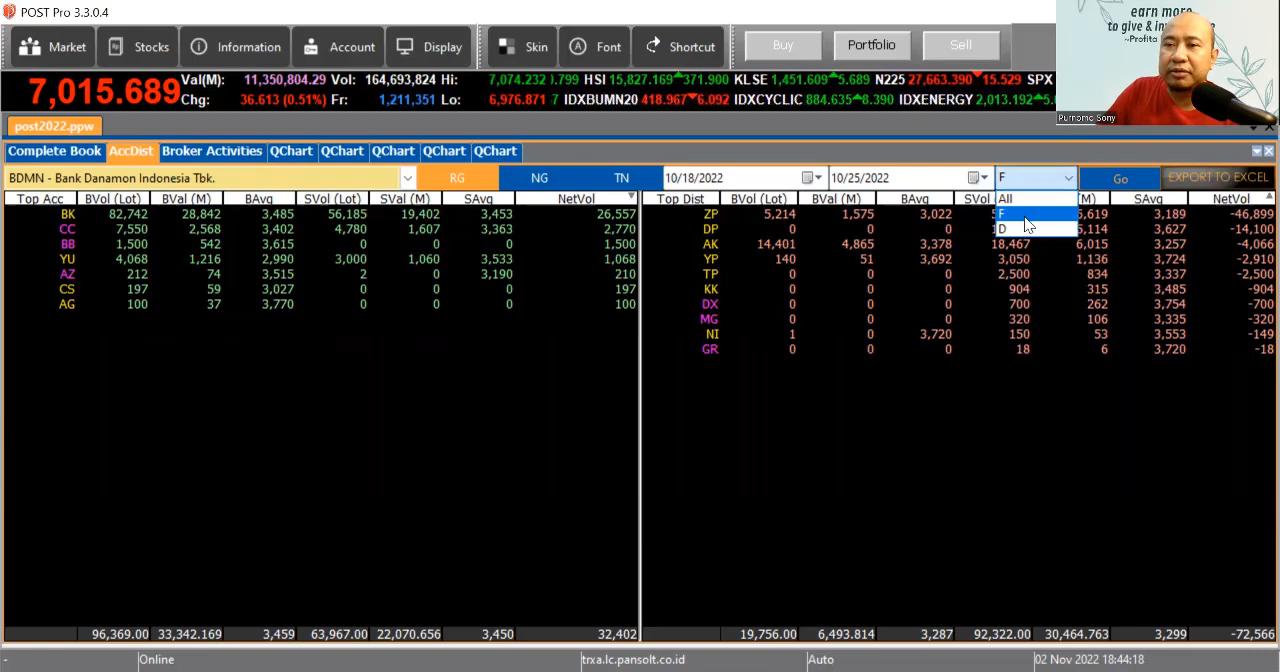 POST Pro 3.3.0.4
earn more
to give & in
~Profita
Purnomo Sony
Market Stocks Information Account Display Skin Font Shortcut Buy Portfolio Sell
7,015.689
Val(M): 11,350,804.29 Vol: 164,693,824 Hi: 7,074.232 0.799 HSI 15,827.169 371.900 KLSE 1,451.609 5.689 N225 27,663.390 15.529 SPX
Chg: 36.613 (0.51%) Fr: 1,211,351 Lo: 6,976.871 7 IDXBUMN20 418.967 6.092 IDXCYCLIC 884.635 8.390 IDXENERGY 2,013.192 5.
post2022.ppw
Complete Book AccDist Broker Activities QChart QChart QChart QChart QChart
BDMN - Bank Danamon Indonesia Tbk. RG NG TN 10/18/2022 10/25/2022 F Go EXPORT TO EXCEL
All
F
D
Top Acc BVol (Lot) BVal (M) BAvg SVol (Lot) SVal (M) SAvg NetVol
BK 82,742 28,842 3,485 56,185 19,402 3,453 26,557
CC 7,550 2,568 3,402 4,780 1,607 3,363 2,770
BB 1,500 542 3,615 0 0 0 1,500
YU 4,068 1,216 2,990 3,000 1,060 3,533 1,068
AZ 212 74 3,515 2 0 3,190 210
CS 197 59 3,027 0 0 0 197
AG 100 37 3,770 0 0 0 100
96,369.00 33,342.169 3,459 63,967.00 22,070.656 3,450 32,402
Top Dist BVol (Lot) BVal (M) BAvg SVol (M) SAvg NetVol
ZP 5,214 1,575 3,022 5,619 3,189 -46,899
DP 0 0 0 5,114 3,627 -14,100
AK 14,401 4,865 3,378 18,467 6,015 3,257 -4,066
YP 140 51 3,692 3,050 1,136 3,724 -2,910
TP 0 0 0 2,500 834 3,337 -2,500
KK 0 0 0 904 315 3,485 -904
DX 0 0 0 700 262 3,754 -700
MG 0 0 0 320 106 3,335 -320
NI 1 0 3,720 150 53 3,553 -149
GR 0 0 0 18 6 3,720 -18
19,756.00 6,493.814 3,287 92,322.00 30,464.763 3,299 -72,566
- Online trxa.lc.pansolt.co.id Auto 02 Nov 2022 18:44:18